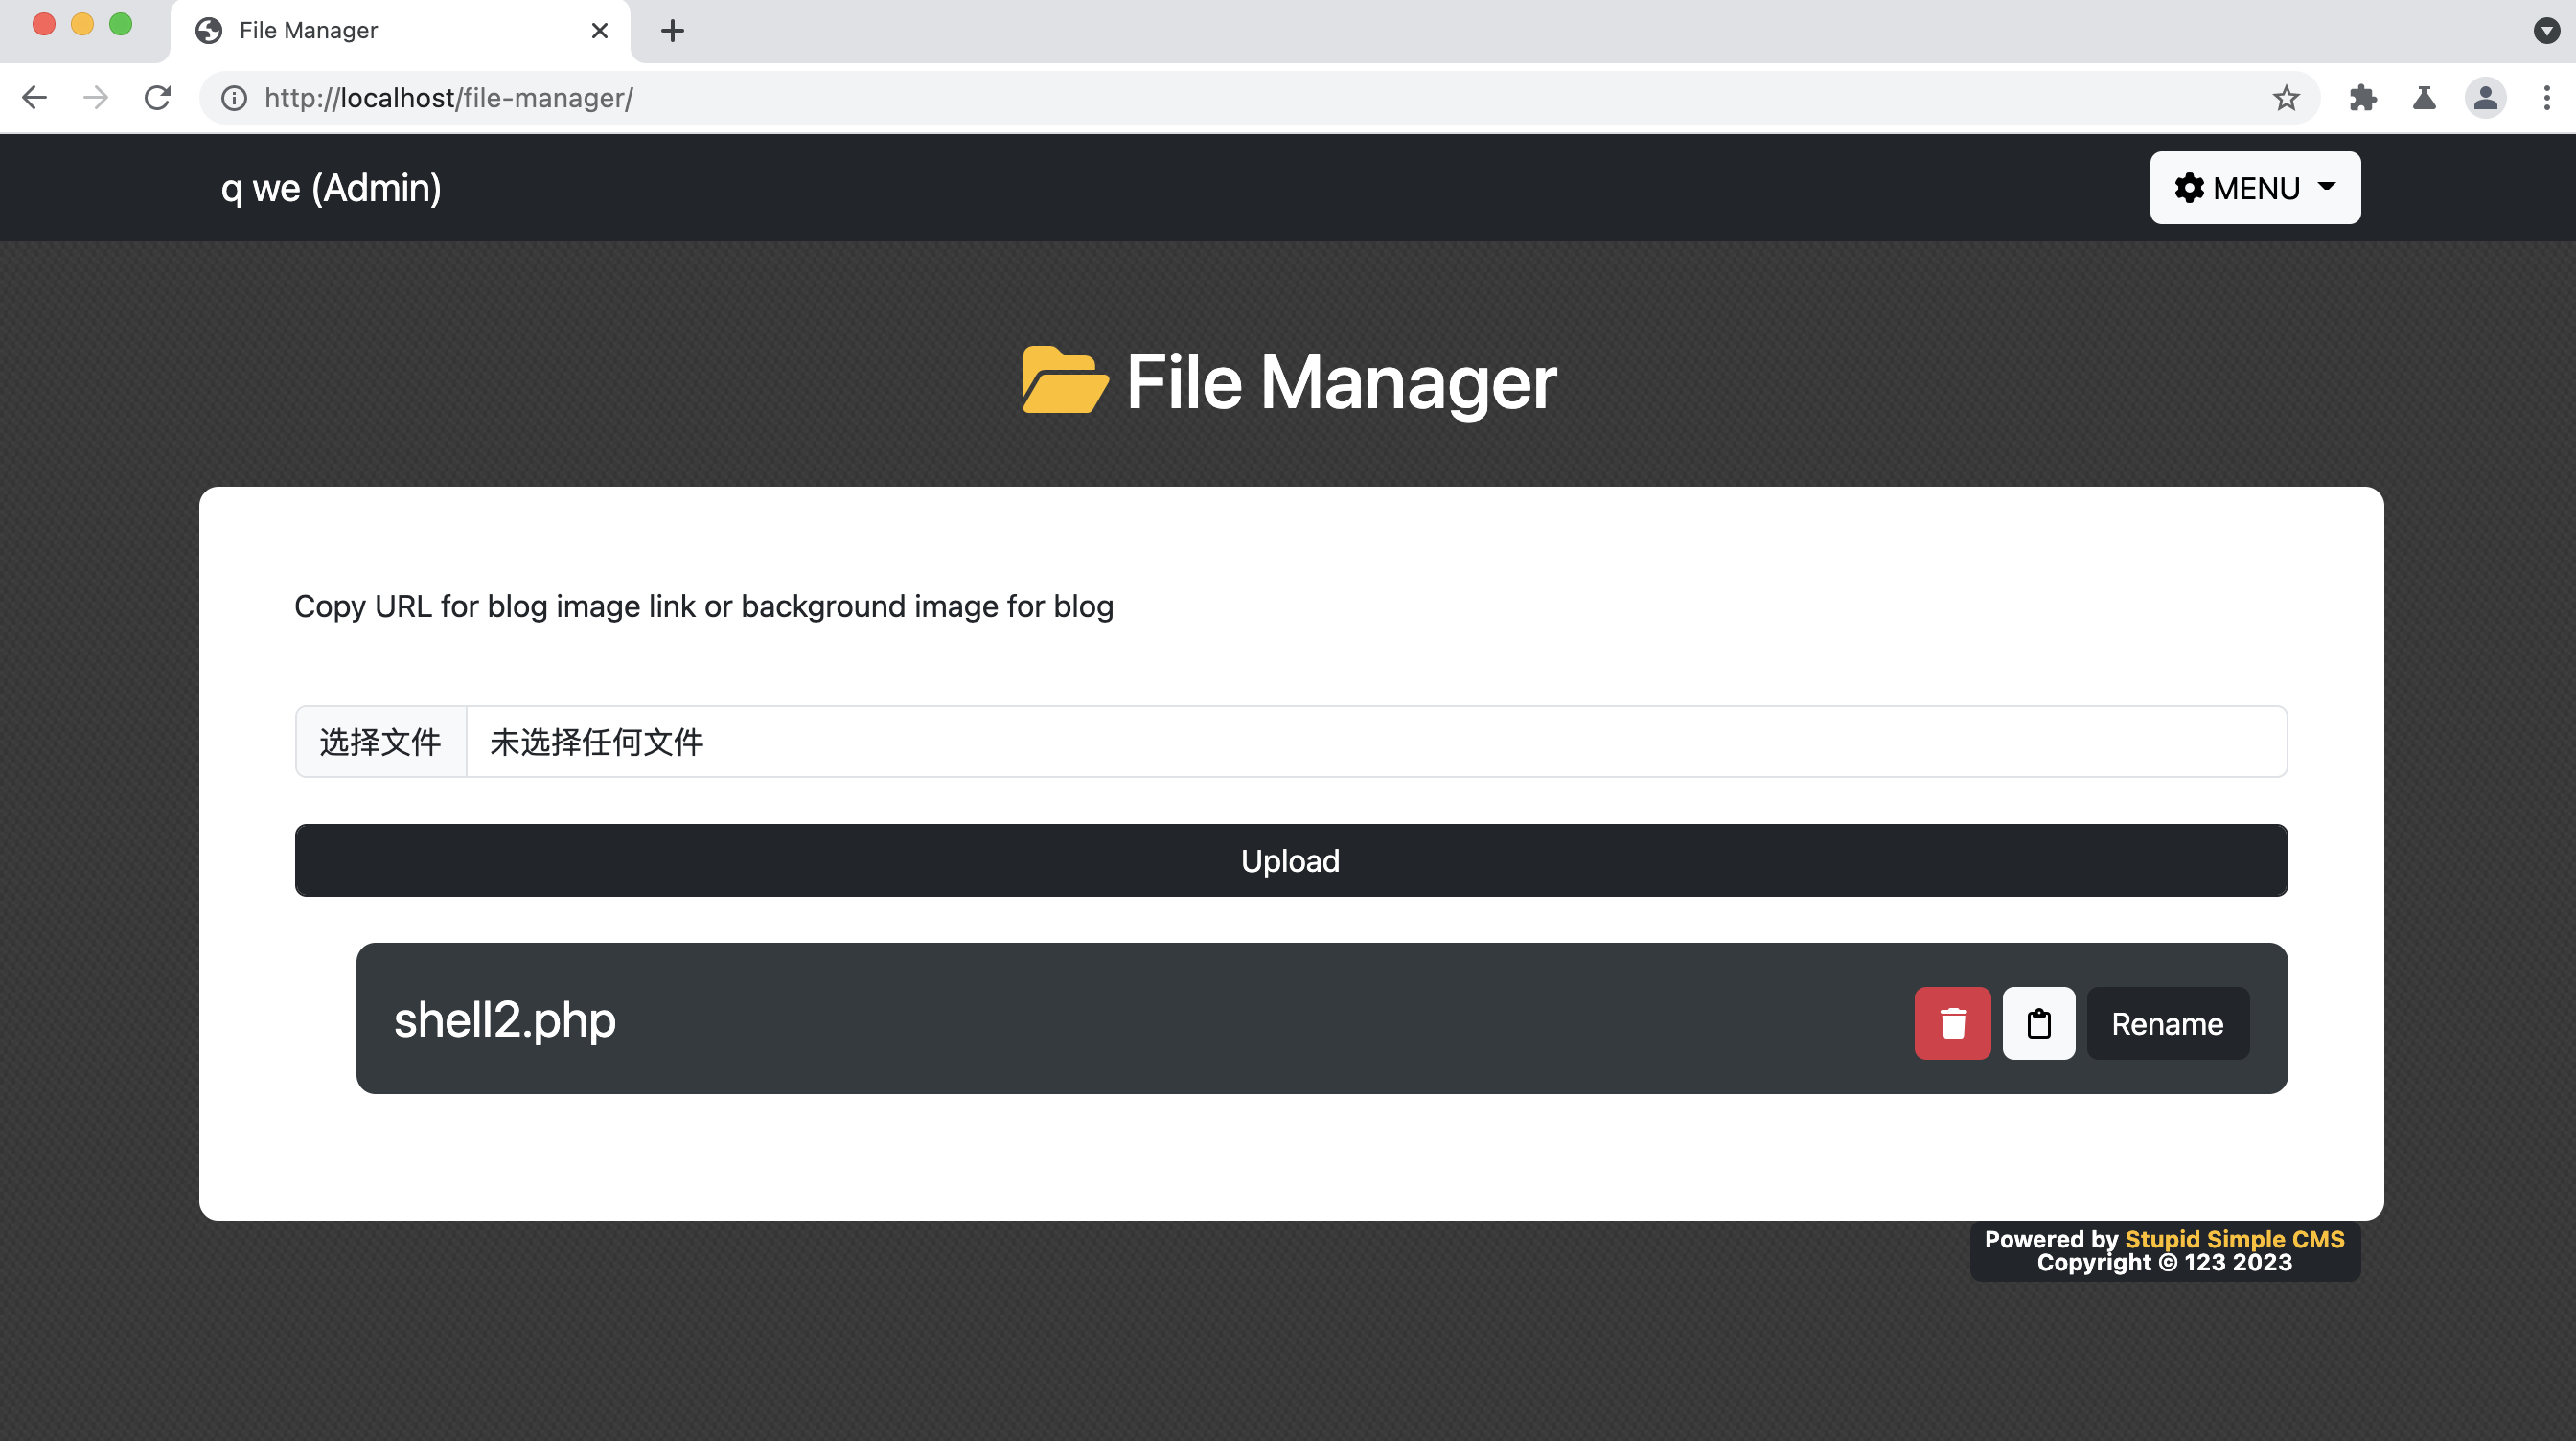 File Manager
http://localhost/file-manager/
q we (Admin)
MENU
File Manager
Copy URL for blog image link or background image for blog
选择文件 未选择任何文件
Upload
shell2.php
Rename
Powered by Stupid Simple CMS
Copyright © 123 2023